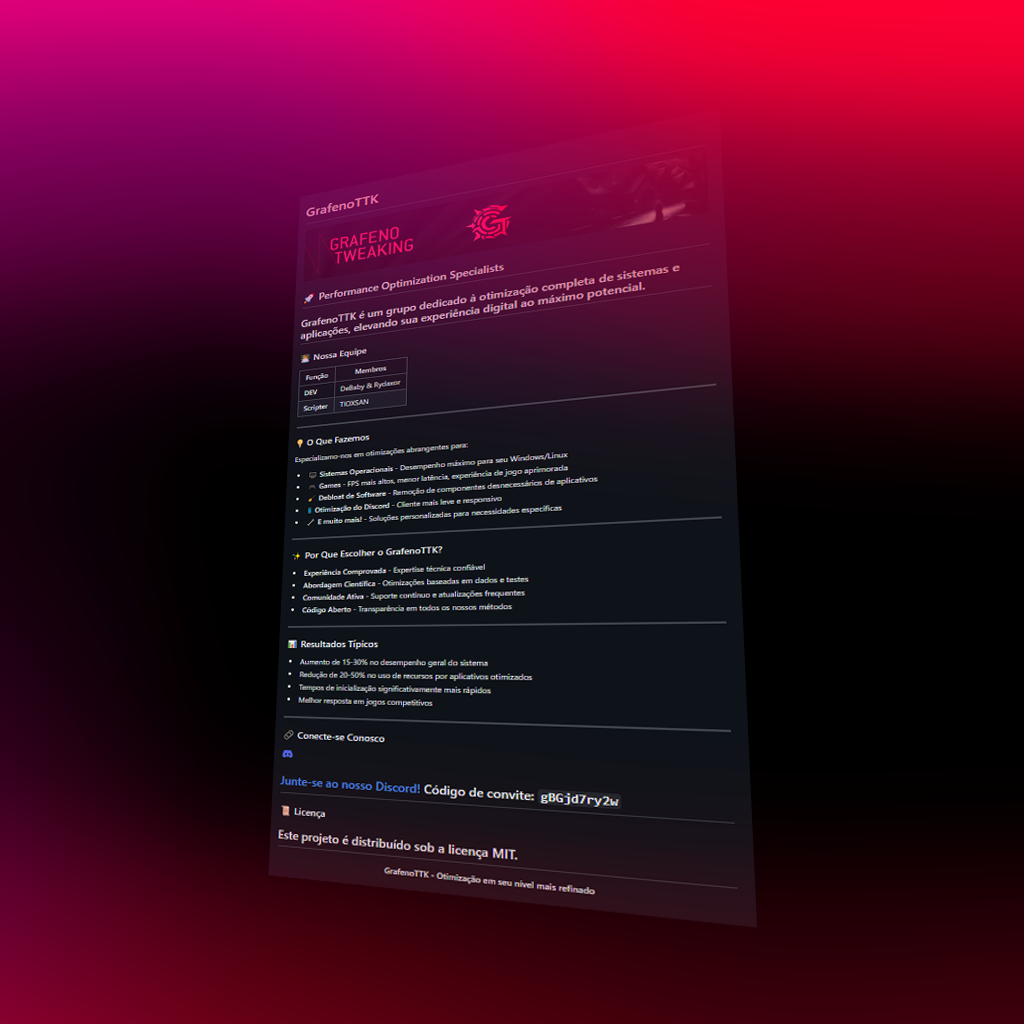 GrafenoTTK
GRAFENO
TWEAKING
GT
🚀 Performance Optimization Specialists
GrafenoTTK é um grupo dedicado à otimização completa de sistemas e
aplicações, elevando sua experiência digital ao máximo potencial.
Nossa Equipe
Função Membros
DEV DeBaby & Rydaxor
Scripter TIOXSAN
💡 O Que Fazemos
Especializamo-nos em otimizações abrangentes para:
• 🖥️ Sistemas Operacionais - Desempenho máximo para seu Windows/Linux
• 🎮 Games - FPS mais altos, menor latência, experiência de jogo aprimorada
• 🧹 Debloat de Software - Remoção de componentes desnecessários de aplicativos
• 📱 Otimização do Discord - Cliente mais leve e responsivo
• E muito mais! - Soluções personalizadas para necessidades específicas
✨ Por Que Escolher o GrafenoTTK?
• Experiência Comprovada - Expertise técnica confiável
• Abordagem Científica - Otimizações baseadas em dados e testes
• Comunidade Ativa - Suporte contínuo e atualizações frequentes
• Código Aberto - Transparência em todos os nossos métodos
📊 Resultados Típicos
• Aumento de 15-30% no desempenho geral do sistema
• Redução de 20-50% no uso de recursos por aplicativos otimizados
• Tempos de inicialização significativamente mais rápidos
• Melhor resposta em jogos competitivos
🔗 Conecte-se Conosco
Junte-se ao nosso Discord! Código de convite: gBGjd7ry2w
📜 Licença
Este projeto é distribuído sob a licença MIT.
GrafenoTTK - Otimização em seu nível mais refinado